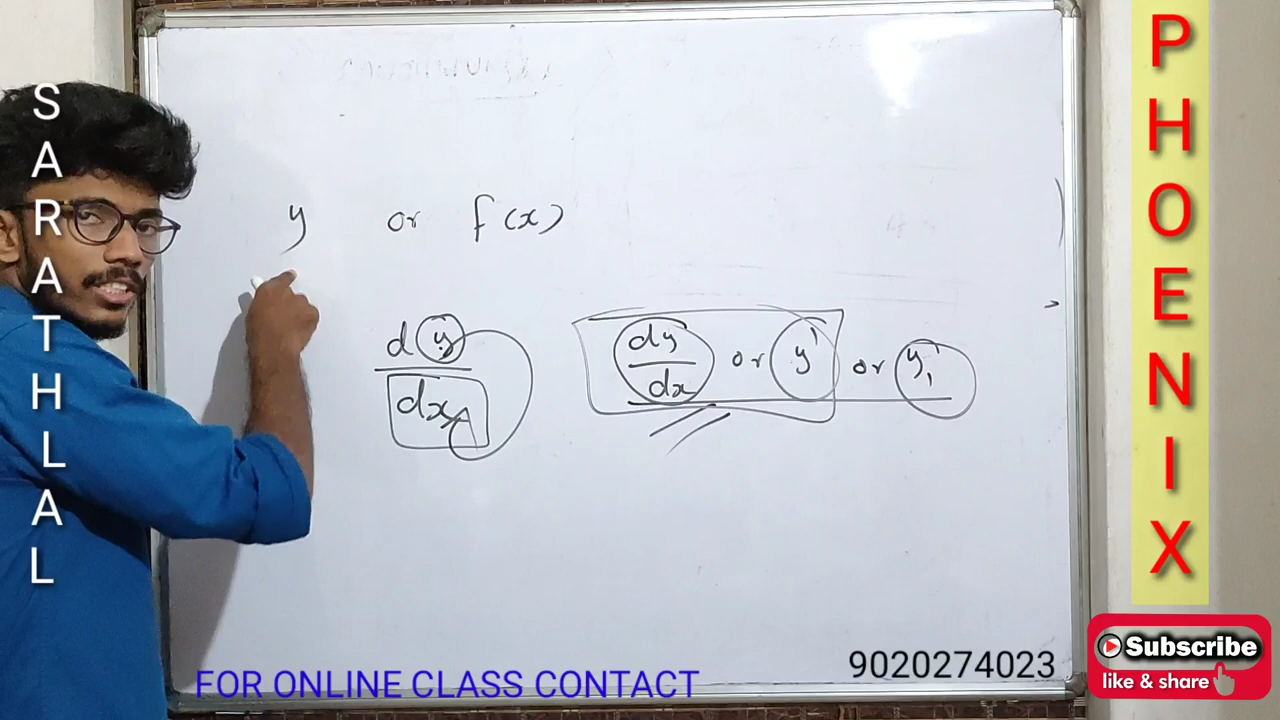 SARATHLAL
y or f(x)
dy/dx
dy/dx or y' or y₁
FOR ONLINE CLASS CONTACT
9020274023
PHOENIX
Subscribe
like & share